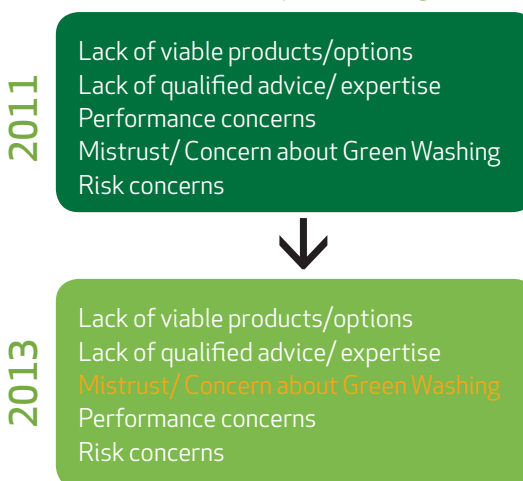 2011
Lack of viable products/options
Lack of qualified advice/ expertise
Performance concerns
Mistrust/ Concern about Green Washing
Risk concerns
2013
Lack of viable products/options
Lack of qualified advice/ expertise
Mistrust/ Concern about Green Washing
Performance concerns
Risk concerns